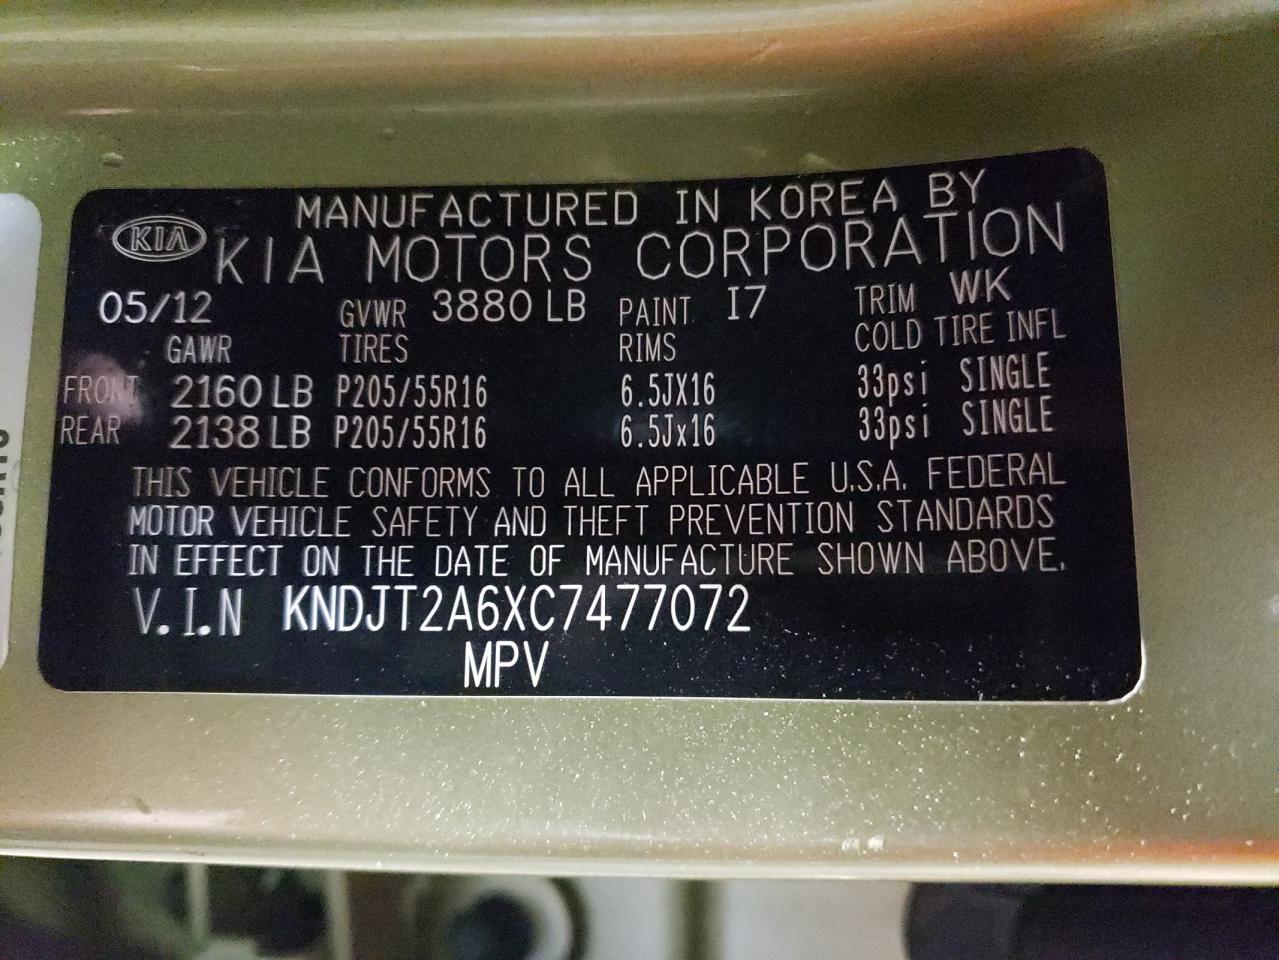 MANUFACTURED IN KOREA BY
KIA KIA MOTORS CORPORATION
05/12 GVWR 3880 LB PAINT I7 TRIM WK
GAWR TIRES RIMS COLD TIRE INFL
FRONT 2160 LB P205/55R16 6.5JX16 33psi SINGLE
REAR 2138 LB P205/55R16 6.5Jx16 33psi SINGLE
THIS VEHICLE CONFORMS TO ALL APPLICABLE U.S.A. FEDERAL
MOTOR VEHICLE SAFETY AND THEFT PREVENTION STANDARDS
IN EFFECT ON THE DATE OF MANUFACTURE SHOWN ABOVE.
V.I.N KNDJT2A6XC7477072
MPV